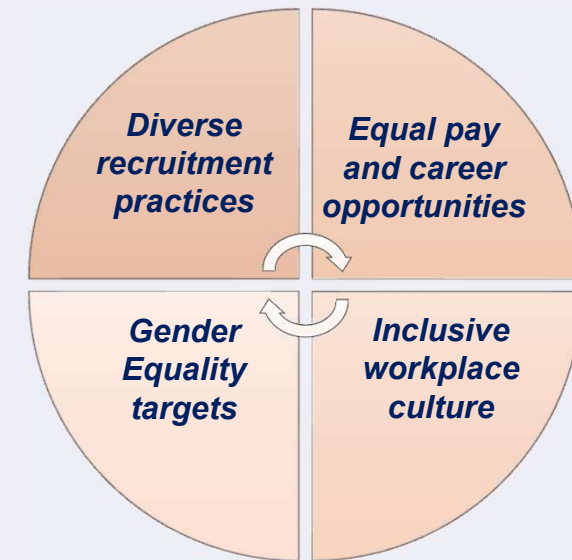 Diverse
recruitment
practices
Equal pay
and career
opportunities
Gender
Equality
targets
Inclusive
workplace
culture